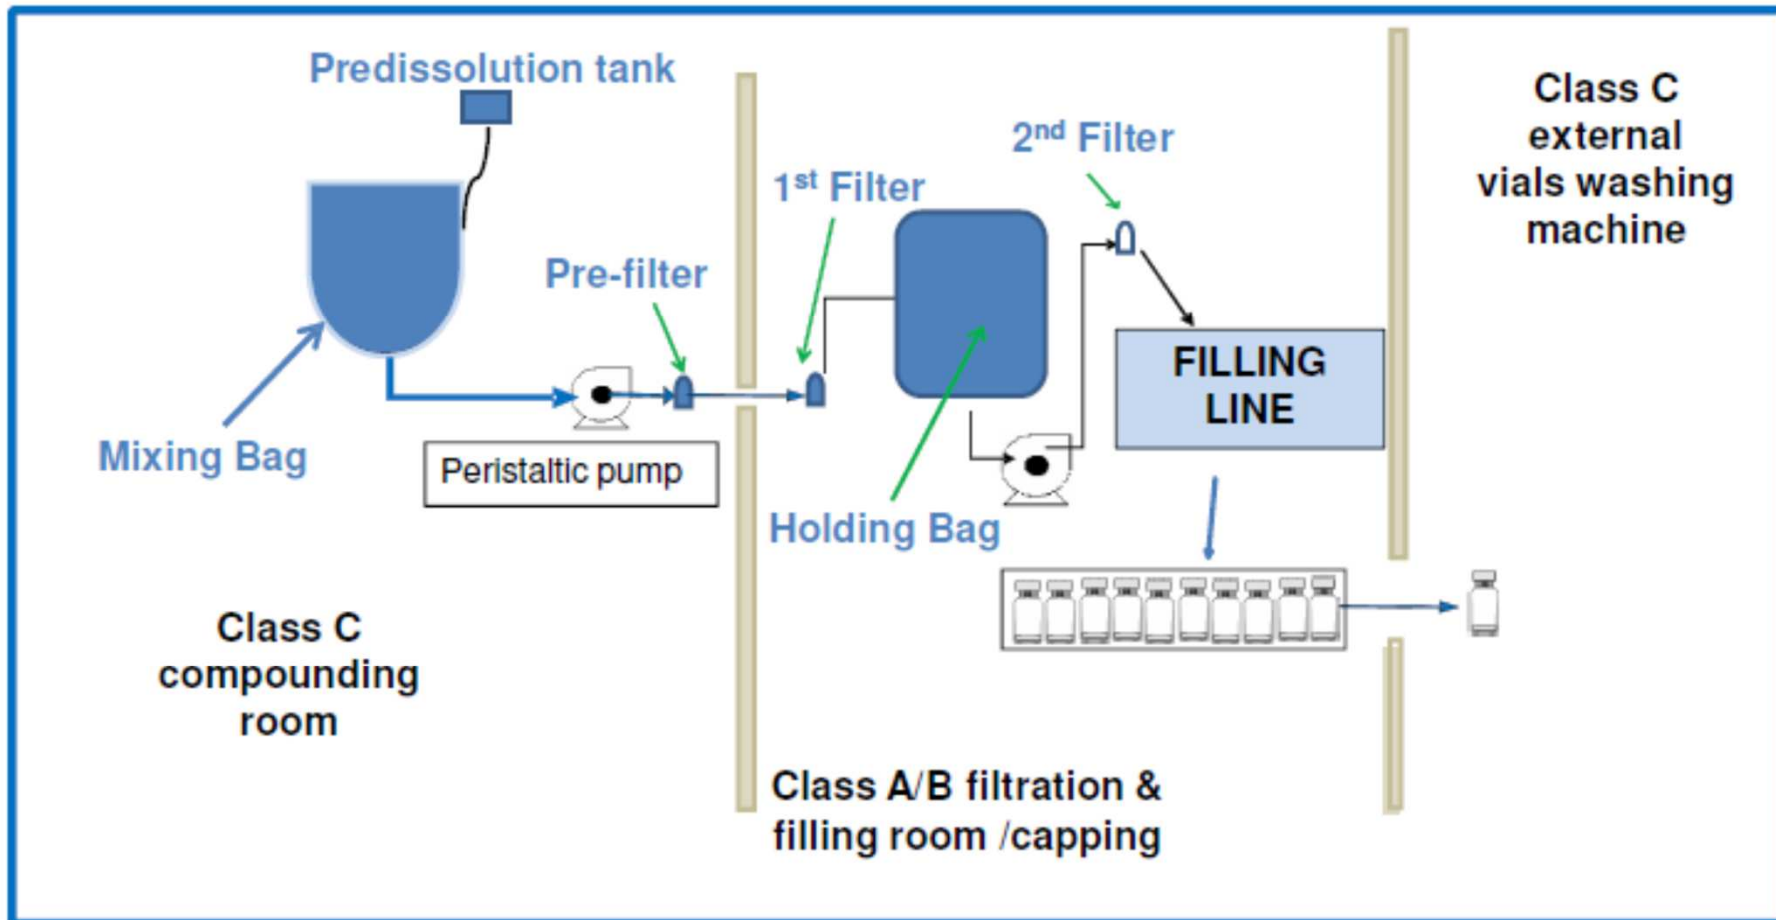 Predissolution tank
Class C
external
vials washing
machine
2nd Filter
1st Filter
Pre-filter
FILLING
LINE
Mixing Bag
Peristaltic pump
Holding Bag
Class C
compounding
room
Class A/B filtration &
filling room /capping